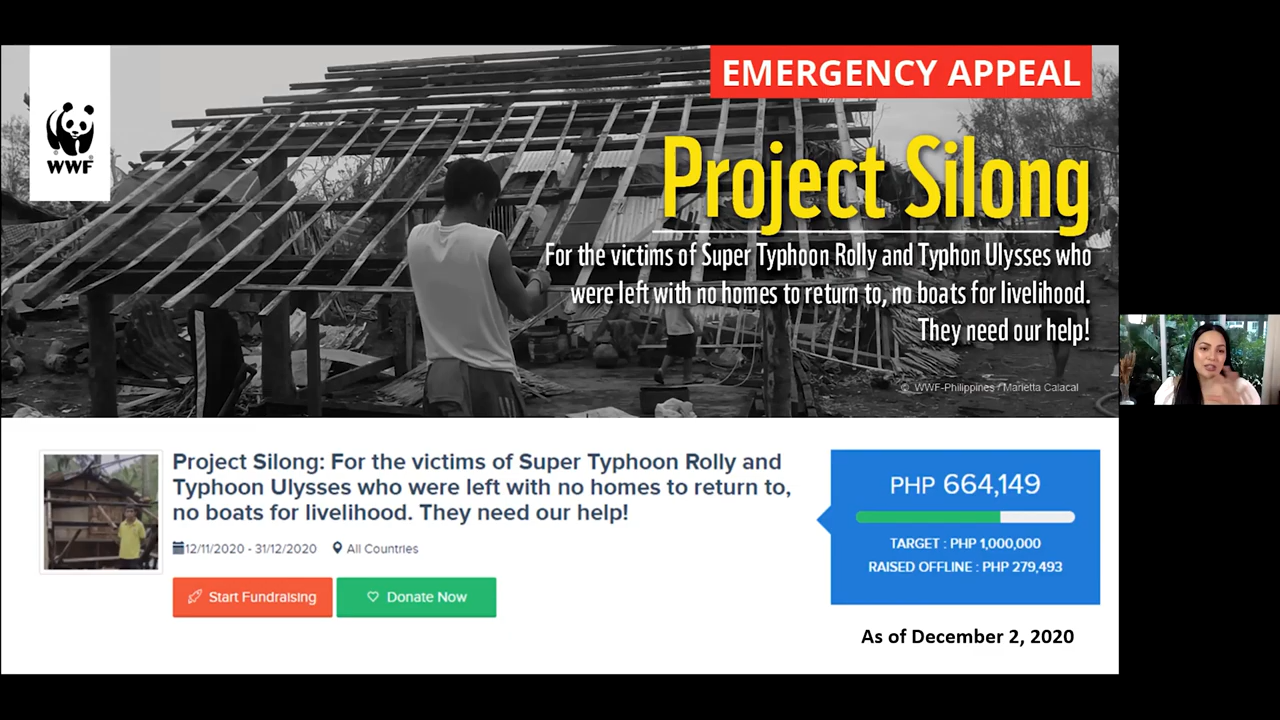 WWF
EMERGENCY APPEAL
Project Silong
For the victims of Super Typhoon Rolly and Typhon Ulysses who
were left with no homes to return to, no boats for livelihood.
They need our help!
© WWF-Philippines / Marietta Calacal
Project Silong: For the victims of Super Typhoon Rolly and
Typhoon Ulysses who were left with no homes to return to,
no boats for livelihood. They need our help!
12/11/2020 - 31/12/2020 All Countries
Start Fundraising Donate Now
PHP 664,149
TARGET : PHP 1,000,000
RAISED OFFLINE : PHP 279,493
As of December 2, 2020